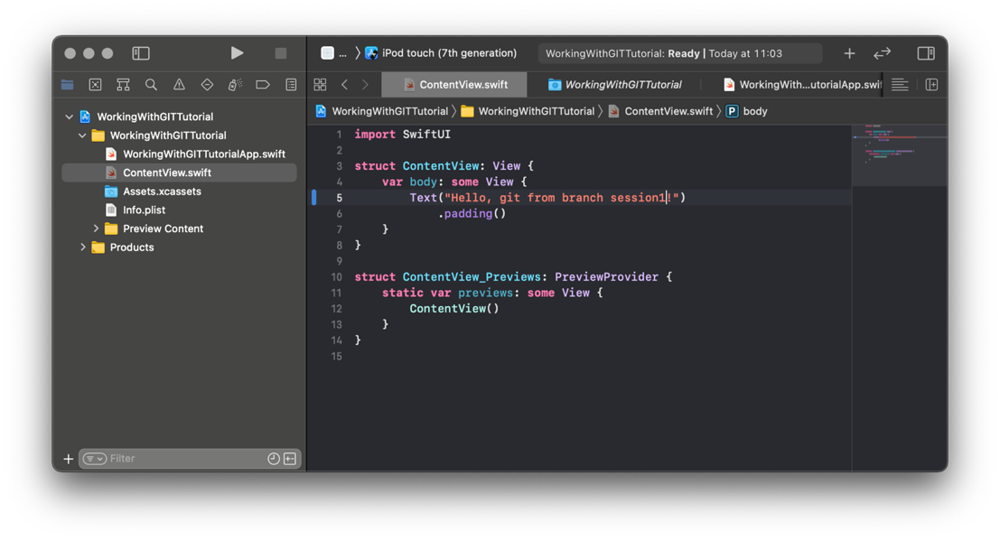 ... iPod touch (7th generation) WorkingWithGITTutorial: Ready | Today at 11:03
ContentView.swift WorkingWithGITTutorial WorkingWith...utorialApp.swif
WorkingWithGITTutorial WorkingWithGITTutorial ContentView.swift P body
WorkingWithGITTutorial
WorkingWithGITTutorial
WorkingWithGITTutorialApp.swift
ContentView.swift
Assets.xcassets
Info.plist
Preview Content
Products
Filter
1 import SwiftUI
2
3 struct ContentView: View {
4 var body: some View {
5 Text("Hello, git from branch session1!")
6 .padding()
7 }
8 }
9
10 struct ContentView_Previews: PreviewProvider {
11 static var previews: some View {
12 ContentView()
13 }
14 }
15